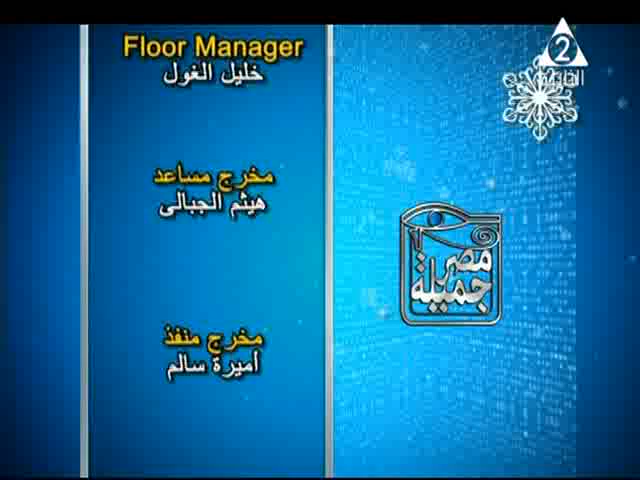 Floor Manager
خليل الغول
مخرج مساعد
هيثم الجبالى
مخرج منفذ
أميرة سالم
مصر
جميلة
2